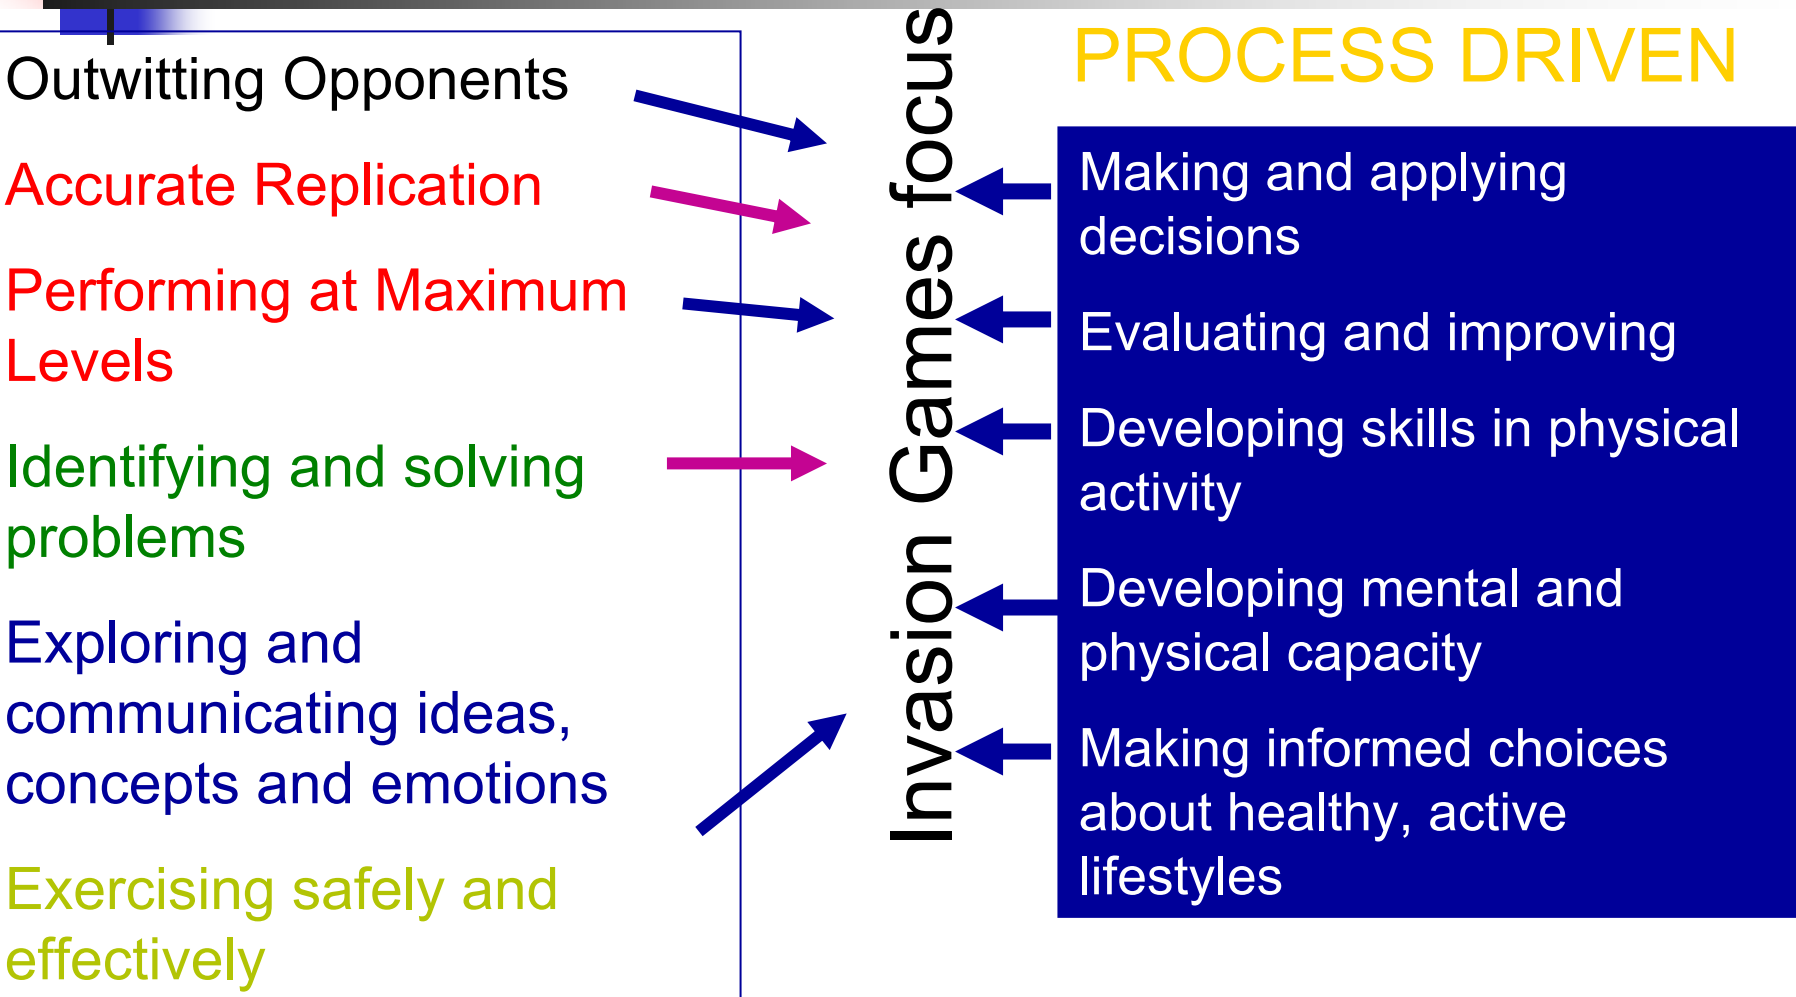 Outwitting Opponents
Accurate Replication
Performing at Maximum
Levels
Identifying and solving
problems
Exploring and
communicating ideas,
concepts and emotions
Exercising safely and
effectively
Invasion Games focus
PROCESS DRIVEN
Making and applying
decisions
Evaluating and improving
Developing skills in physical
activity
Developing mental and
physical capacity
Making informed choices
about healthy, active
lifestyles